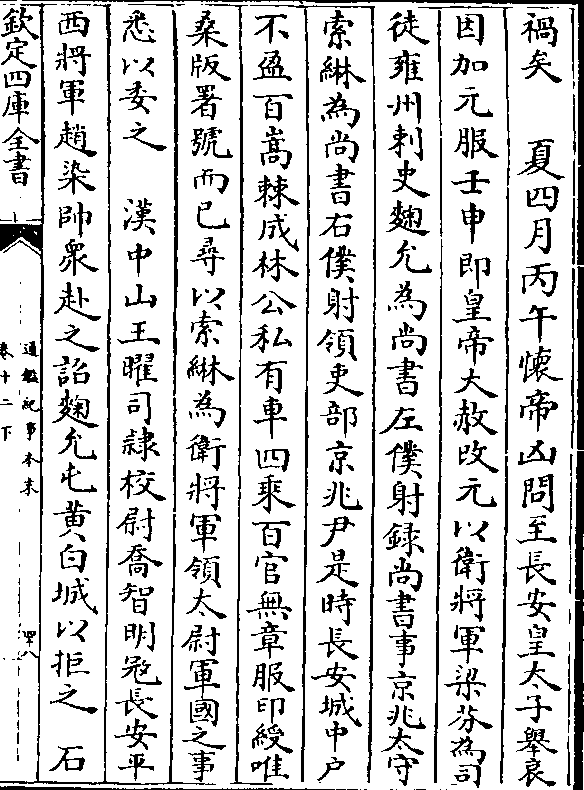 禍矣　夏四月丙午懷帝凶問至長安皇太子舉哀
因加元服壬申即皇帝大赦改元以衛將軍梁芬為司
徒雍州刺史麴允為尚書左僕射録尚書事京兆太守
索綝為尚書右僕射領吏部京兆尹是時長安城中户
不盈百蒿棘成林公私有車四乘百官無章服印綬唯
桑版署號而已尋以索綝為衛將軍領太尉軍國之事
悉以委之　漢中山王曜司隷校尉喬智明冦長安平
西將軍趙染帥衆赴之詔麴允屯黄白城以拒之　石
欽定四庫全書
通鑑紀事本末
卷十二下
四八